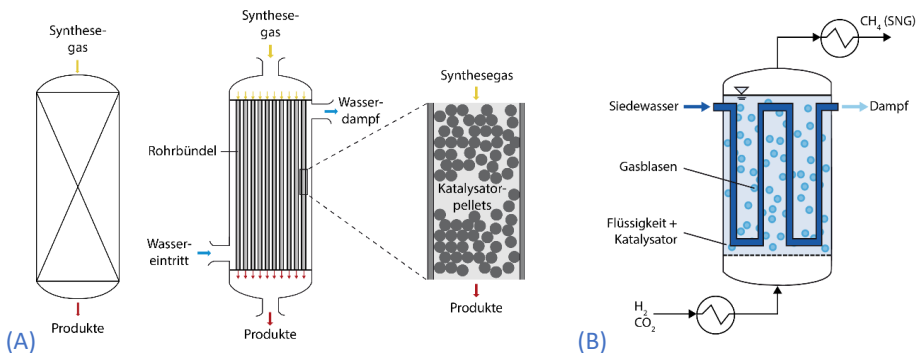 Synthese-
gas
Produkte
Synthese-
gas
Wasser-
dampf
Rohrbündel
Wasser-
eintritt
Produkte
Synthesegas
Katalysator-
pellets
Produkte
(A)
CH₄ (SNG)
Siedewasser
Dampf
Gasblasen
Flüssigkeit +
Katalysator
H₂
CO₂
(B)